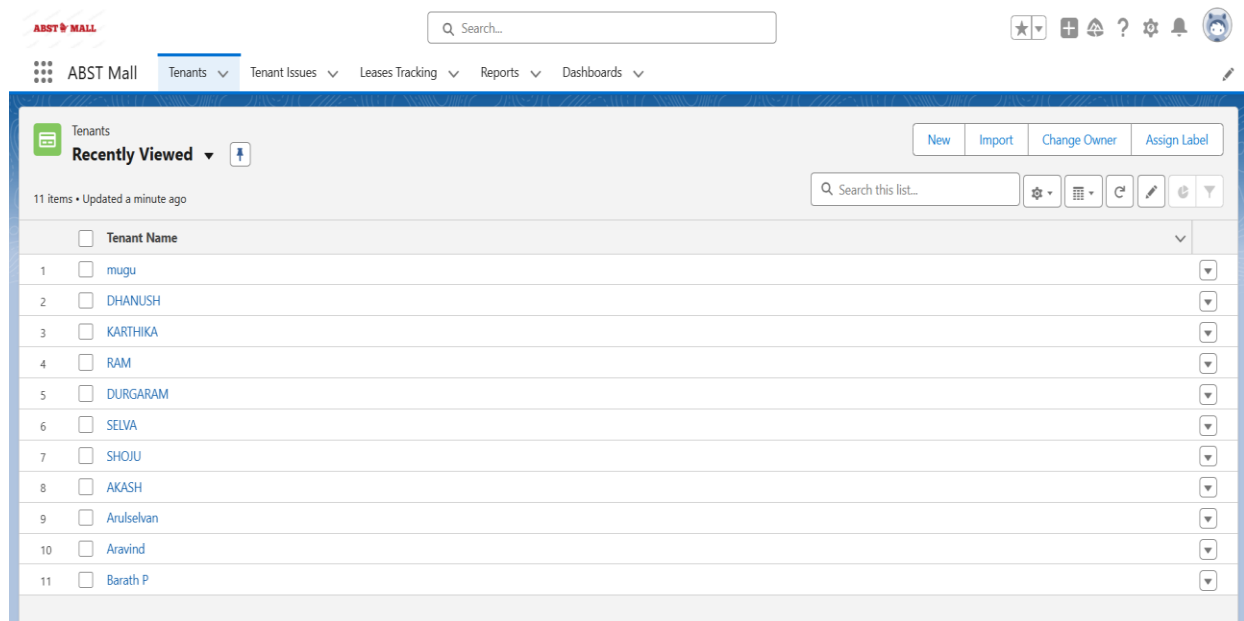 ABST MALL
Search...
ABST Mall
Tenants
Tenant Issues
Leases Tracking
Reports
Dashboards
Tenants
Recently Viewed
New
Import
Change Owner
Assign Label
11 items • Updated a minute ago
Search this list...
Tenant Name
1 mugu
2 DHANUSH
3 KARTHIKA
4 RAM
5 DURGARAM
6 SELVA
7 SHOJU
8 AKASH
9 Arulselvan
10 Aravind
11 Barath P